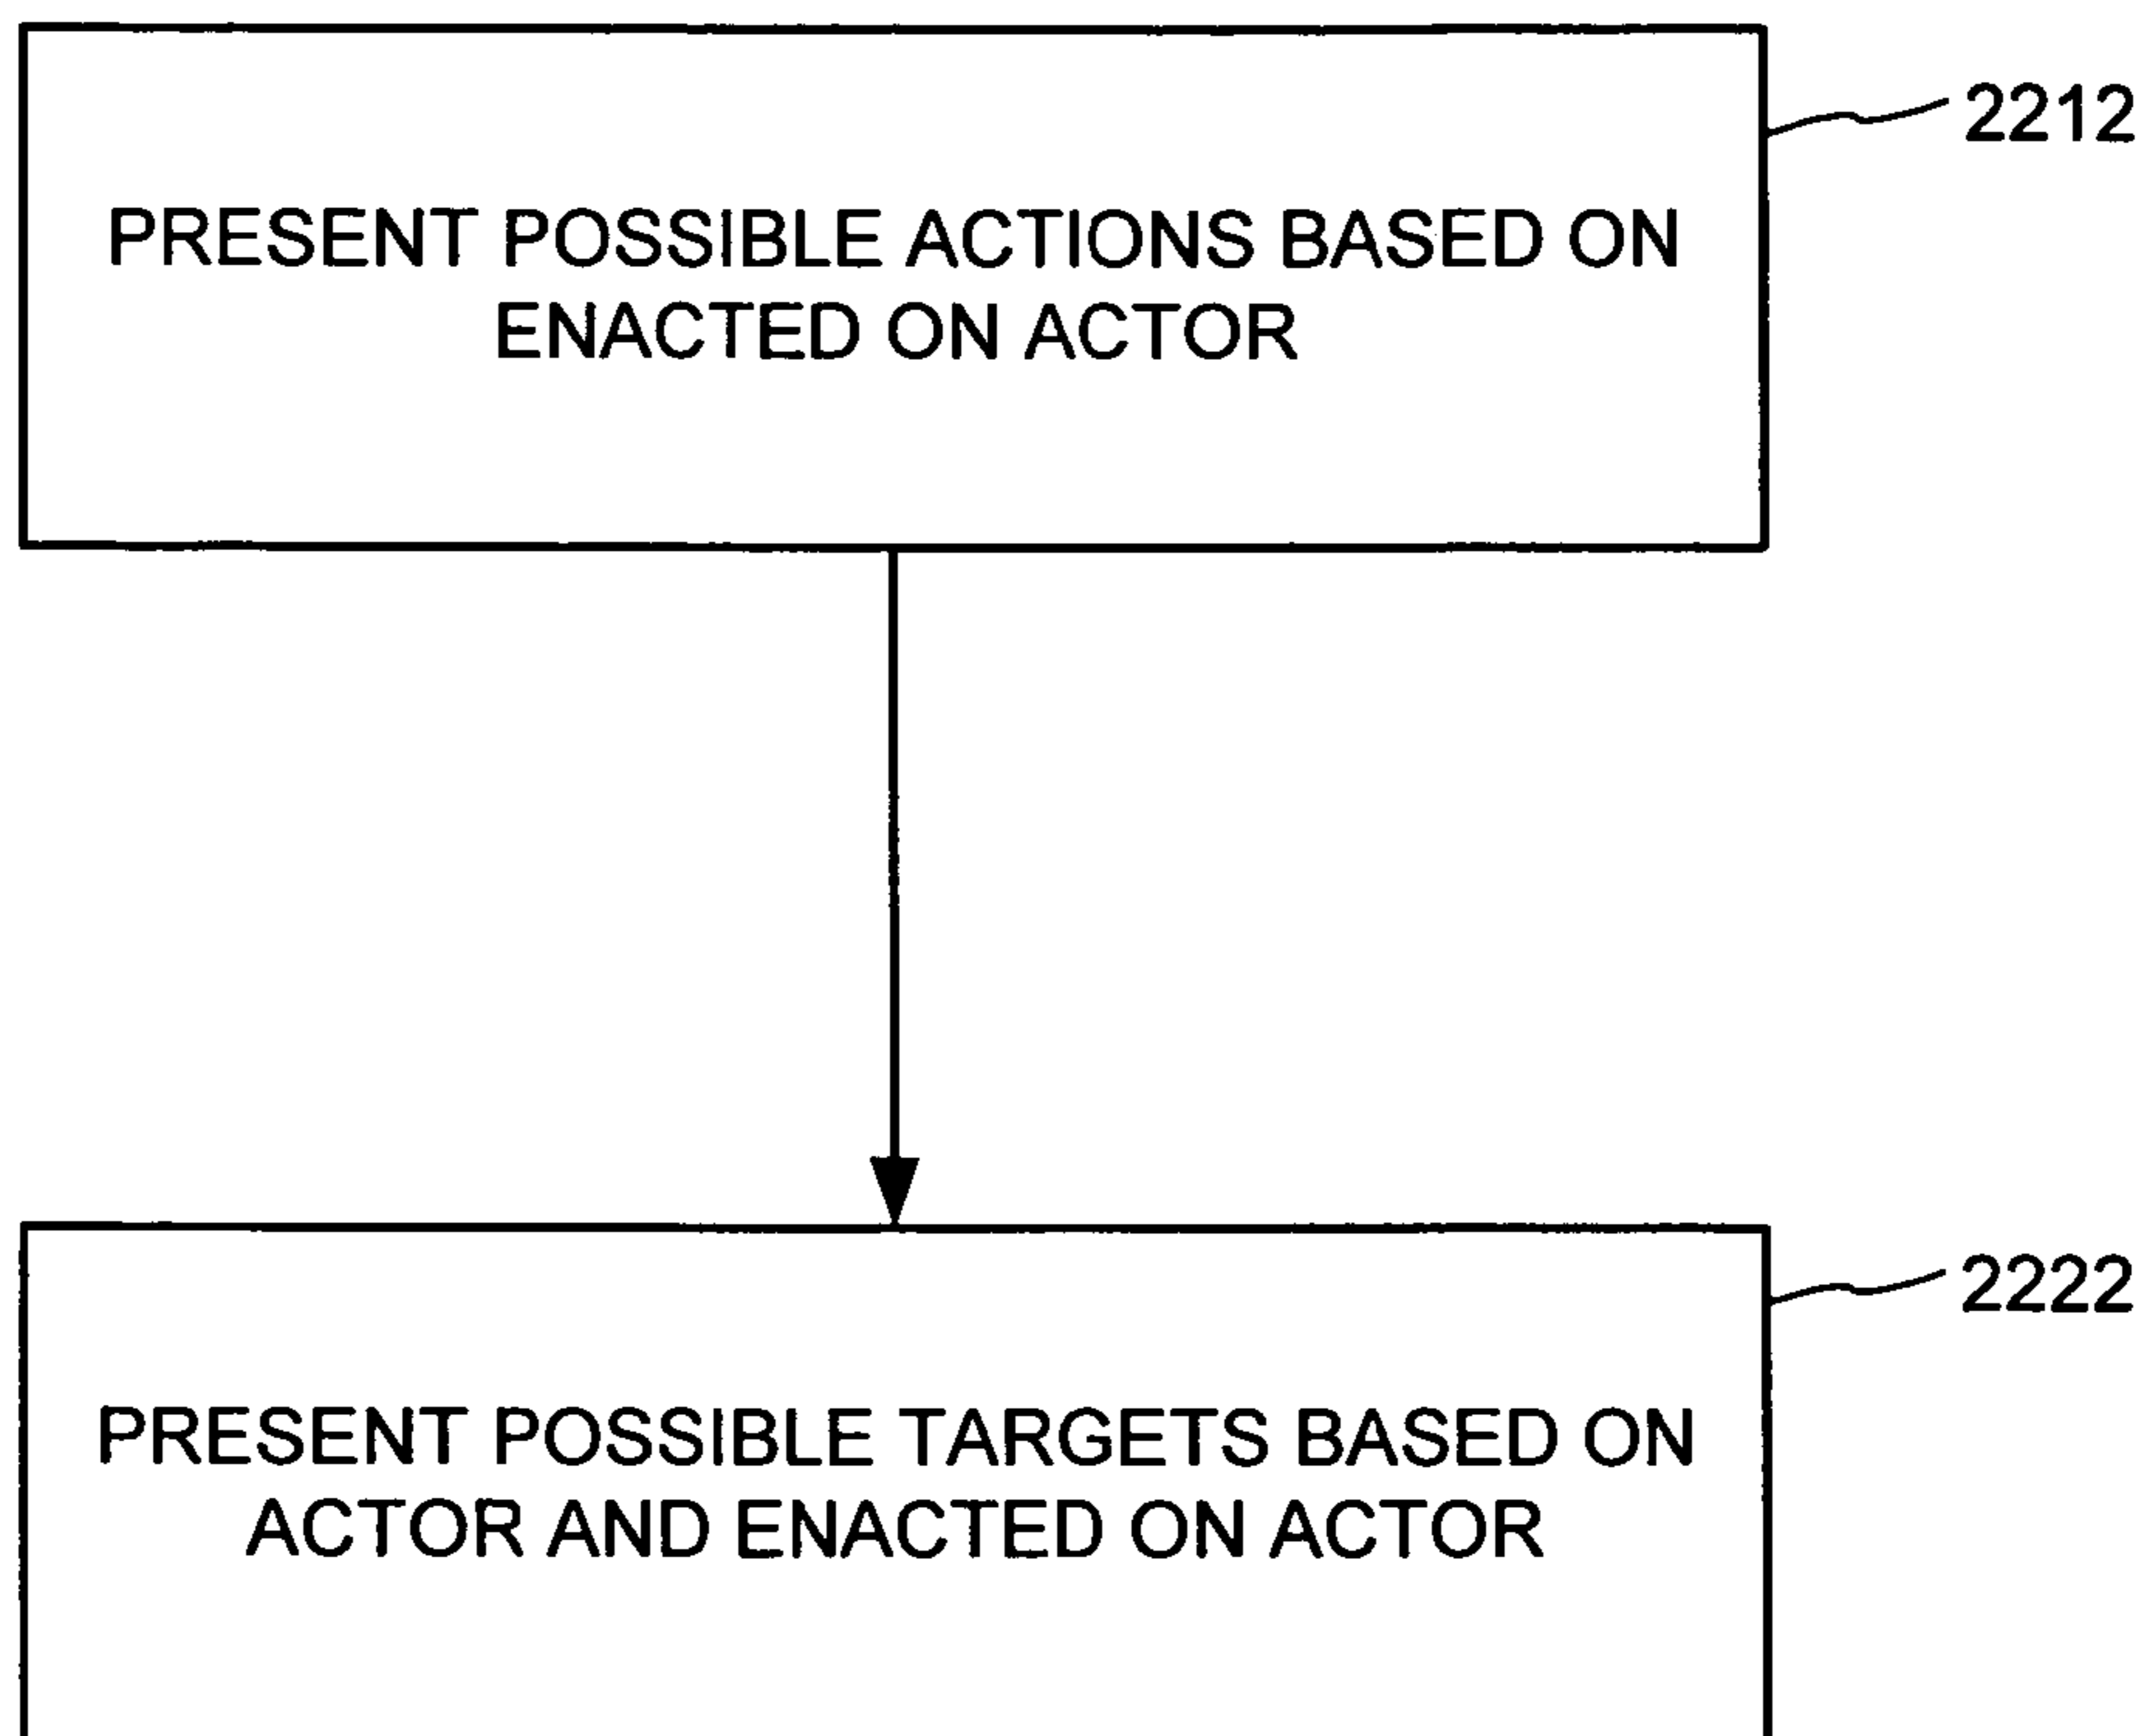 2212
PRESENT POSSIBLE ACTIONS BASED ON
ENACTED ON ACTOR
2222
PRESENT POSSIBLE TARGETS BASED ON
ACTOR AND ENACTED ON ACTOR